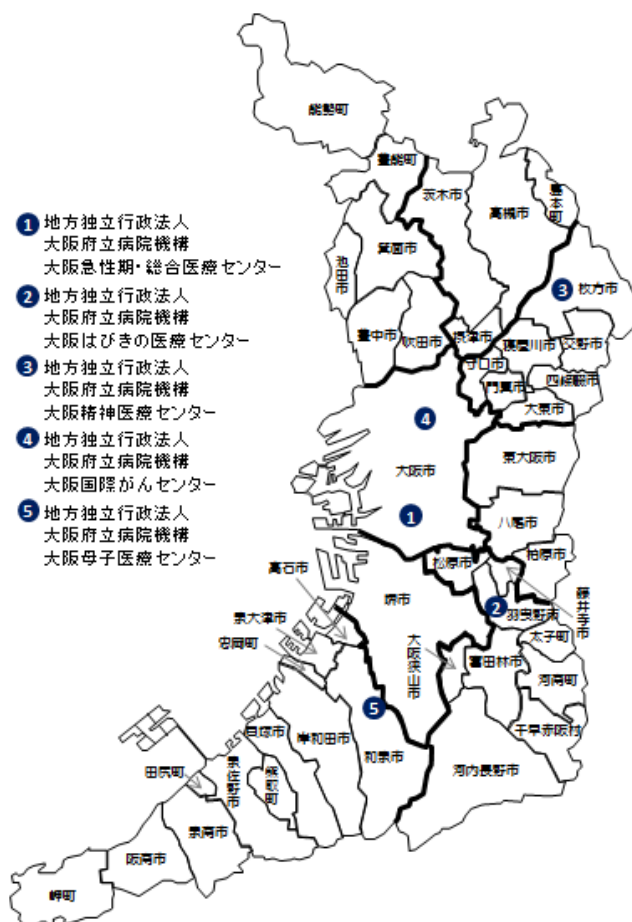 能勢町
豊能町
茨木市
高槻市
島本町
1 地方独立行政法人
大阪府立病院機構
大阪急性期・総合医療センター
箕面市
池田市
3
枚方市
2 地方独立行政法人
大阪府立病院機構
大阪はびきの医療センター
豊中市
吹田市
摂津市
寝屋川市
交野市
守口市
門真市
四條畷市
3 地方独立行政法人
大阪府立病院機構
大阪精神医療センター
大東市
4
4 地方独立行政法人
大阪府立病院機構
大阪国際がんセンター
大阪市
東大阪市
1
5 地方独立行政法人
大阪府立病院機構
大阪母子医療センター
八尾市
松原市
柏原市
高石市
堺市
藤井寺市
2
羽曳野市
泉大津市
太子町
忠岡町
大阪狭山市
富田林市
河南町
5
千早赤阪村
貝塚市
岸和田市
和泉市
河内長野市
田尻町
泉佐野市
熊取町
泉南市
阪南市
岬町